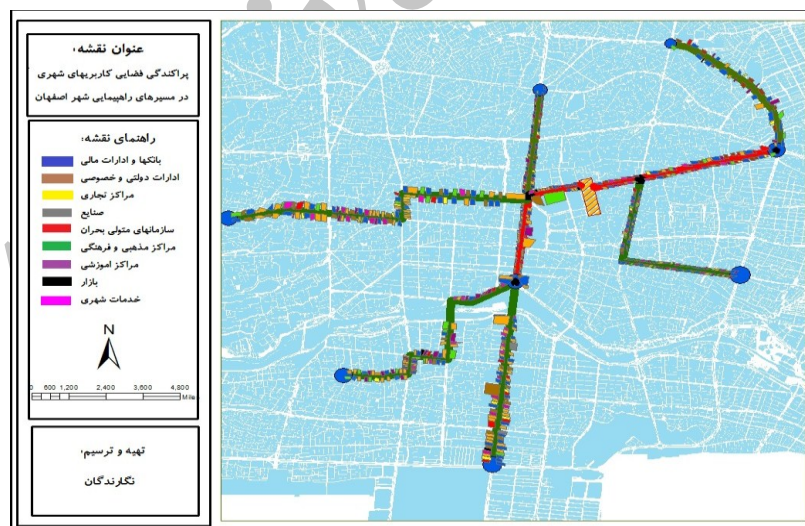 عنوان نقشه:
پراکندگی فضایی کاربریهای شهری
در مسیرهای راهپیمایی شهر اصفهان
راهنمای نقشه:
بانکها و ادارات مالی
ادارات دولتی و خصوصی
مراکز تجاری
صنایع
سازمانهای متولی بحران
مراکز مذهبی و فرهنگی
مراکز اموزشی
بازار
خدمات شهری
N
0 600 1,200 2,400 3,600 4,800
تهیه و ترسیم:
نگارندگان